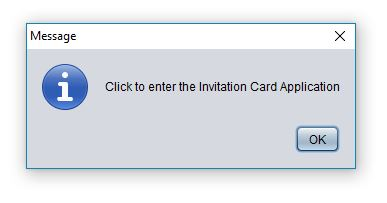 Message
Click to enter the Invitation Card Application
OK